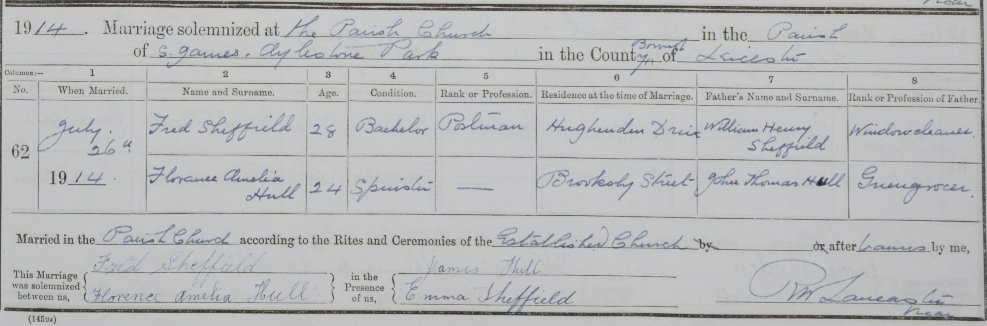 Vicar
1914. Marriage solemnized at the Parish Church in the Parish
of S. James, Aylestone Park in the County Borough of Leicester
Columns:— 1 2 3 4 5 6 7 8
No. When Married. Name and Surname. Age. Condition. Rank or Profession. Residence at the time of Marriage. Father's Name and Surname. Rank or Profession of Father.
62 July 26th 1914. Fred Sheffield 28 Bachelor Postman Hughenden Drive William Henry Sheffield Window cleaner.
Florance Amelia Hull 24 Spinster — Brooksby Street John Thomas Hull Greengrocer.
Married in the Parish Church according to the Rites and Ceremonies of the Established Church by or after banns by me,
This Marriage was solemnized between us, { Fred Sheffield } in the Presence of us, { James Hull
Florence Amelia Hull Emma Sheffield
Lancaster
Vicar
(145vs)